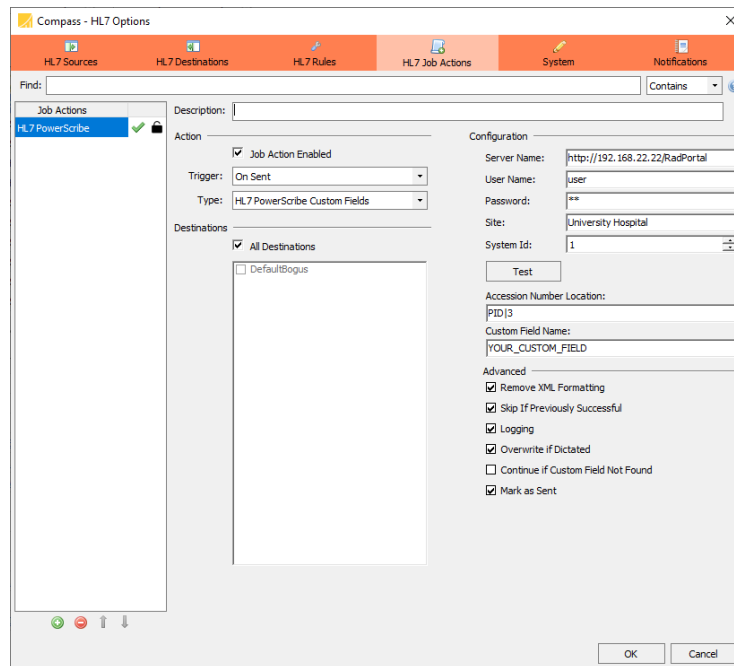 Compass - HL7 Options
HL7 Sources
HL7 Destinations
HL7 Rules
HL7 Job Actions
System
Notifications
Find:
Contains
Job Actions
HL7 PowerScribe
Description:
Action
Job Action Enabled
Trigger: On Sent
Type: HL7 PowerScribe Custom Fields
Destinations
All Destinations
DefaultBogus
Configuration
Server Name: http://192.168.22.22/RadPortal
User Name: user
Password: **
Site: University Hospital
System Id: 1
Test
Accession Number Location:
PID|3
Custom Field Name:
YOUR_CUSTOM_FIELD
Advanced
Remove XML Formatting
Skip If Previously Successful
Logging
Overwrite if Dictated
Continue if Custom Field Not Found
Mark as Sent
OK
Cancel